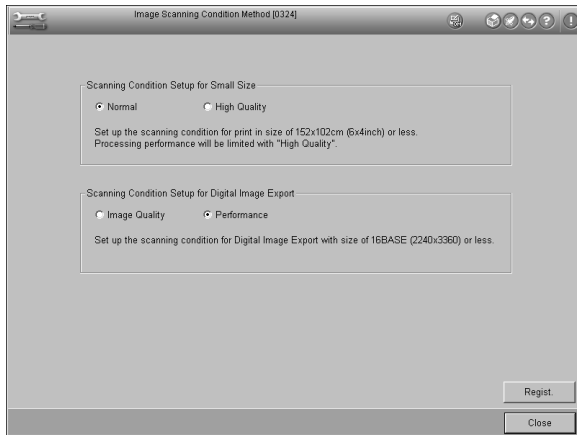 Image Scanning Condition Method [0324]
Scanning Condition Setup for Small Size
Normal
High Quality
Set up the scanning condition for print in size of 152x102cm (6x4inch) or less.
Processing performance will be limited with "High Quality".
Scanning Condition Setup for Digital Image Export
Image Quality
Performance
Set up the scanning condition for Digital Image Export with size of 16BASE (2240x3360) or less.
Regist.
Close